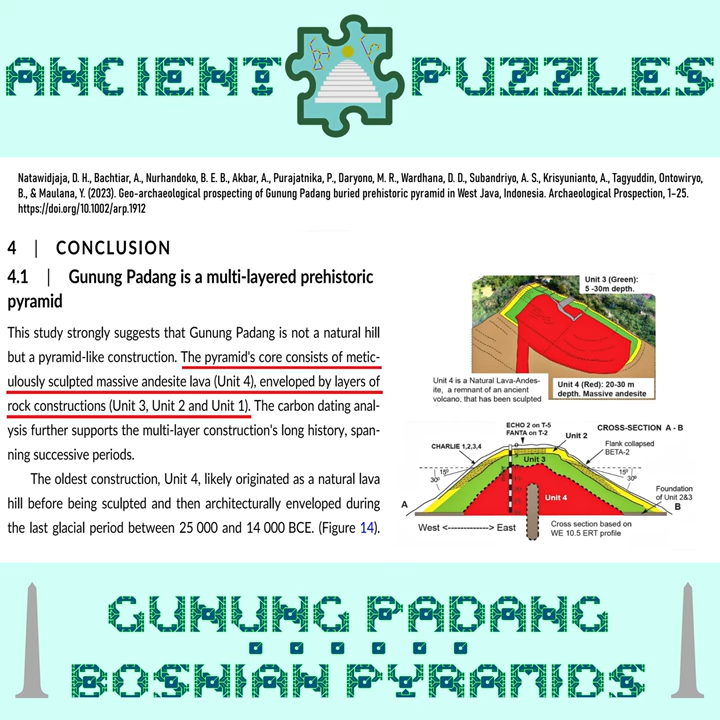 ANCIENT PUZZLES
Natawidjaja, D. H., Bachtiar, A., Nurhandoko, B. E. B., Akbar, A., Purajatnika, P., Daryono, M. R., Wardhana, D. D., Subandriyo, A. S., Krisyunianto, A., Tagyuddin, Ontowiryo,
B., & Maulana, Y. (2023). Geo-archaeological prospecting of Gunung Padang buried prehistoric pyramid in West Java, Indonesia. Archaeological Prospection, 1–25.
https://doi.org/10.1002/arp.1912
4 | CONCLUSION
4.1 | Gunung Padang is a multi-layered prehistoric
pyramid
This study strongly suggests that Gunung Padang is not a natural hill
but a pyramid-like construction. The pyramid's core consists of metic-
ulously sculpted massive andesite lava (Unit 4), enveloped by layers of
rock constructions (Unit 3, Unit 2 and Unit 1). The carbon dating anal-
ysis further supports the multi-layer construction's long history, span-
ning successive periods.
The oldest construction, Unit 4, likely originated as a natural lava
hill before being sculpted and then architecturally enveloped during
the last glacial period between 25 000 and 14 000 BCE. (Figure 14).
Unit 3 (Green):
5 -30m depth.
Unit 4 is a Natural Lava-Andes-
ite, a remnant of an ancient
volcano, that has been sculpted
Unit 4 (Red): 20-30 m
depth. Massive andesite
ECHO 2 on T-5
FANTA on T-2
CROSS-SECTION A - B
CHARLIE 1,2,3,4
Unit 2
Flank collapsed
BETA-2
Unit 3
15°
30°
15°
30°
Unit 4
Foundation
of Unit 2&3
A
B
West <----------> East
Cross section based on
WE 10.5 ERT profile
GUNUNG PADANG
BOSNIAN PYRAMIDS